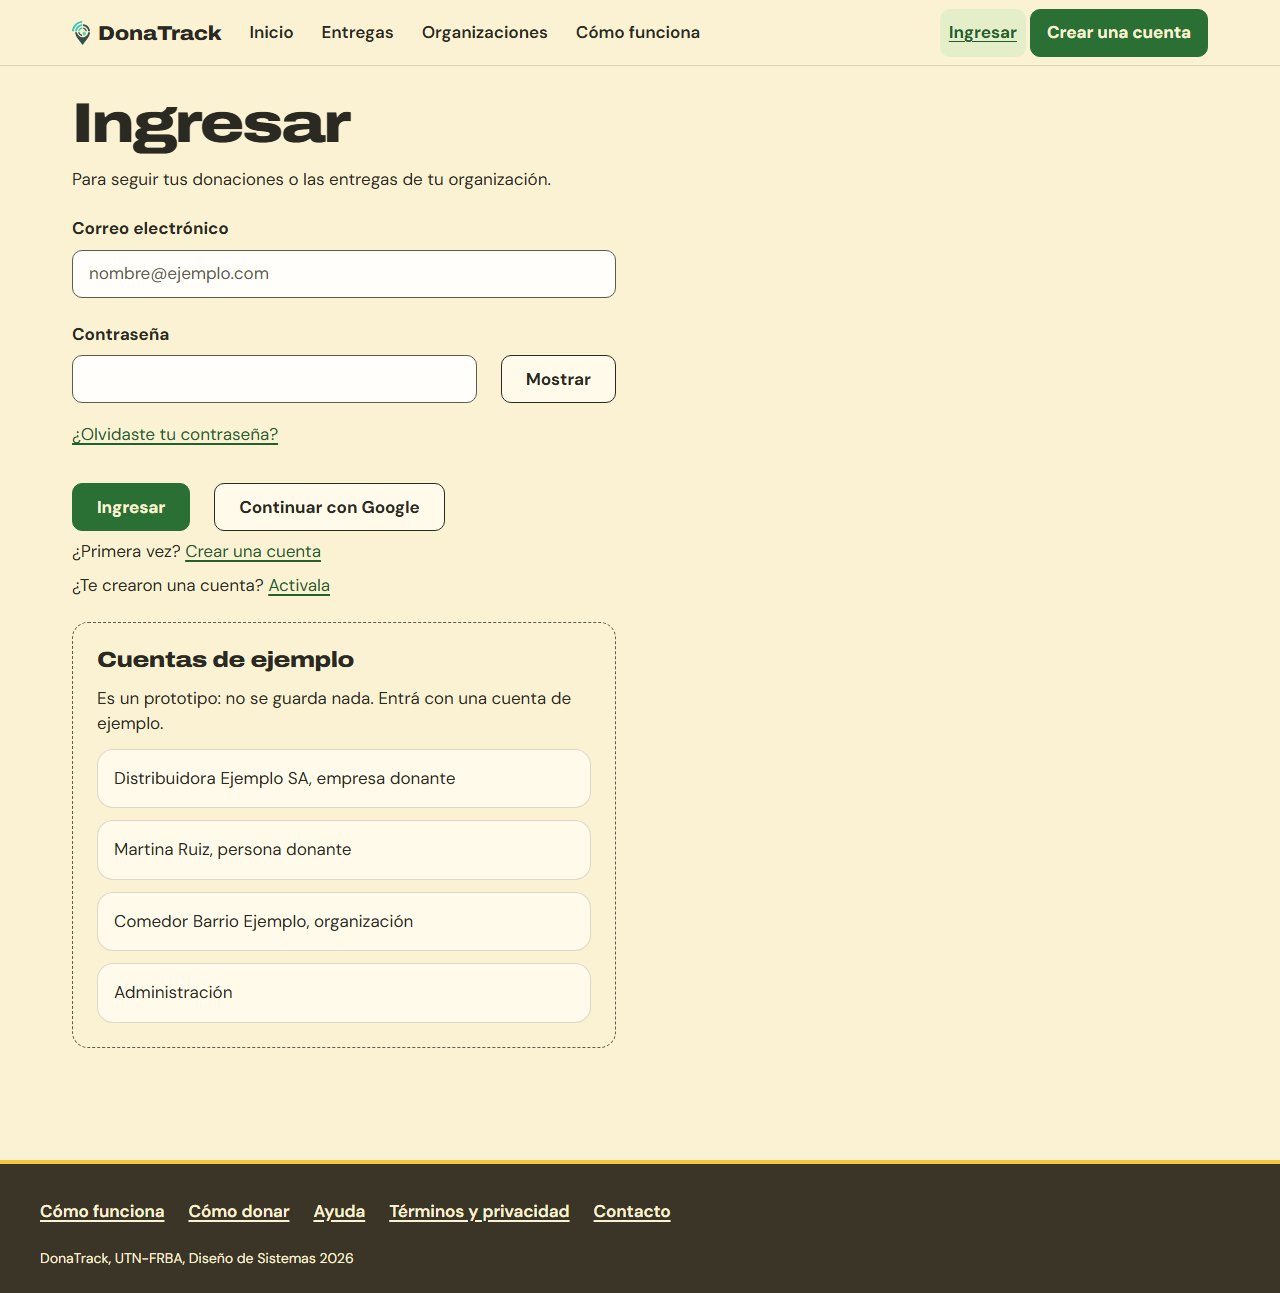 DonaTrack Inicio Entregas Organizaciones Cómo funciona Ingresar Crear una cuenta
Ingresar
Para seguir tus donaciones o las entregas de tu organización.
Correo electrónico
nombre@ejemplo.com
Contraseña
Mostrar
¿Olvidaste tu contraseña?
Ingresar Continuar con Google
¿Primera vez? Crear una cuenta
¿Te crearon una cuenta? Activala
Cuentas de ejemplo
Es un prototipo: no se guarda nada. Entrá con una cuenta de
ejemplo.
Distribuidora Ejemplo SA, empresa donante
Martina Ruiz, persona donante
Comedor Barrio Ejemplo, organización
Administración
Cómo funciona Cómo donar Ayuda Términos y privacidad Contacto
DonaTrack, UTN-FRBA, Diseño de Sistemas 2026